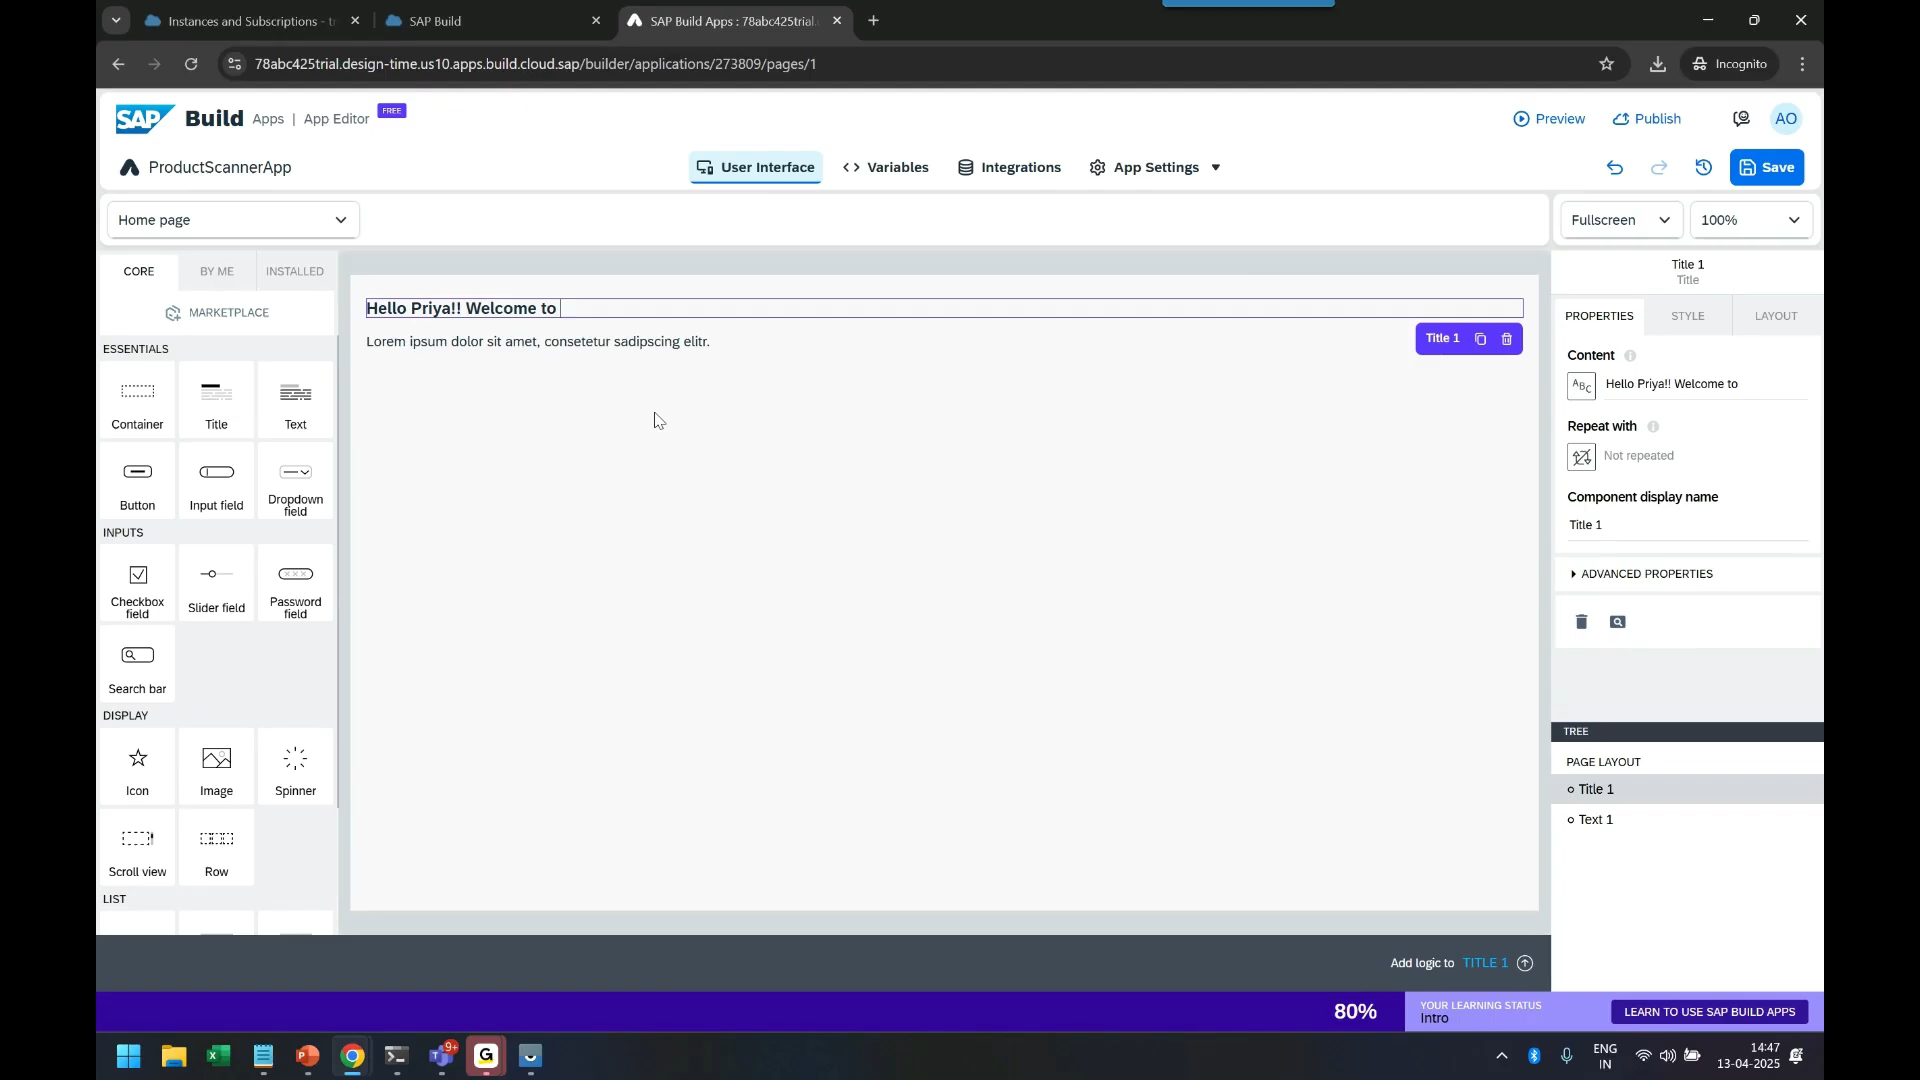 Instances and Subscriptions - tr
SAP Build
SAP Build Apps : 78abc425trial.
78abc425trial.design-time.us10.apps.build.cloud.sap/builder/applications/273809/pages/1
Incognito
SAP Build Apps | App Editor FREE
Preview
Publish
AO
ProductScannerApp
User Interface
Variables
Integrations
App Settings
Save
Home page
Fullscreen
100%
CORE
BY ME
INSTALLED
MARKETPLACE
ESSENTIALS
Container
Title
Text
Button
Input field
Dropdown
field
INPUTS
Checkbox
field
Slider field
Password
field
Search bar
DISPLAY
Icon
Image
Spinner
Scroll view
Row
LIST
Hello Priya!! Welcome to
Title 1
Lorem ipsum dolor sit amet, consetetur sadipscing elitr.
Title 1
Title
PROPERTIES
STYLE
LAYOUT
Content
ABC
Hello Priya!! Welcome to
Repeat with
Not repeated
Component display name
Title 1
ADVANCED PROPERTIES
TREE
PAGE LAYOUT
Title 1
Text 1
Add logic to TITLE 1
80%
YOUR LEARNING STATUS
Intro
LEARN TO USE SAP BUILD APPS
9+
ENG
IN
14:47
13-04-2025